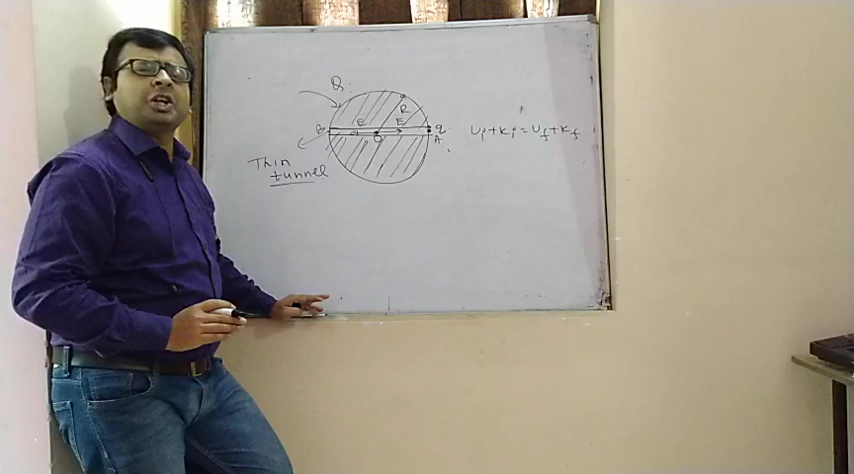 Q
R
E
E
B
O
q
A
Ui + Ki = Uf + Kf
Thin
tunnel